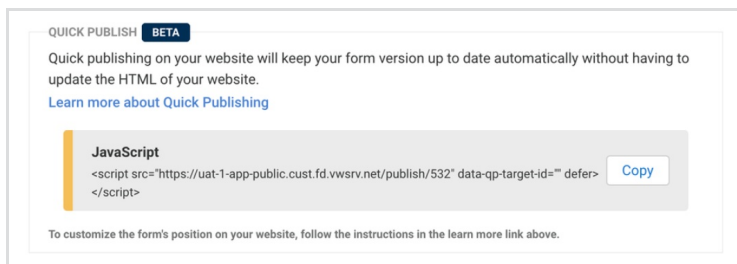 QUICK PUBLISH BETA
Quick publishing on your website will keep your form version up to date automatically without having to
update the HTML of your website.
Learn more about Quick Publishing
JavaScript
<script src="https://uat-1-app-public.cust.fd.vwsrv.net/publish/532" data-qp-target-id="" defer>
</script>
Copy
To customize the form's position on your website, follow the instructions in the learn more link above.